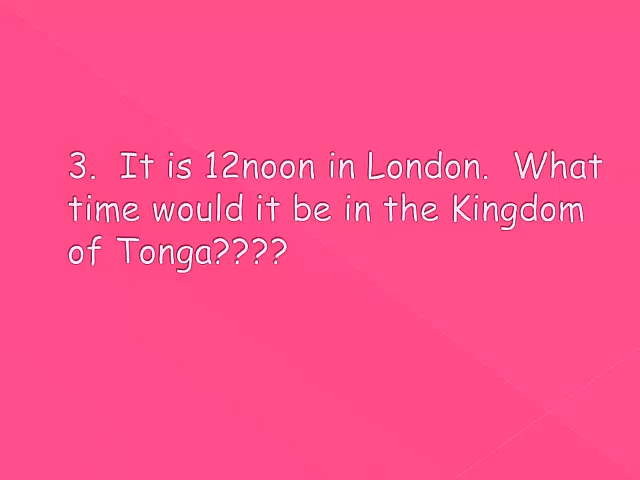 3.  It is 12noon in London.  What
time would it be in the Kingdom
of Tonga????